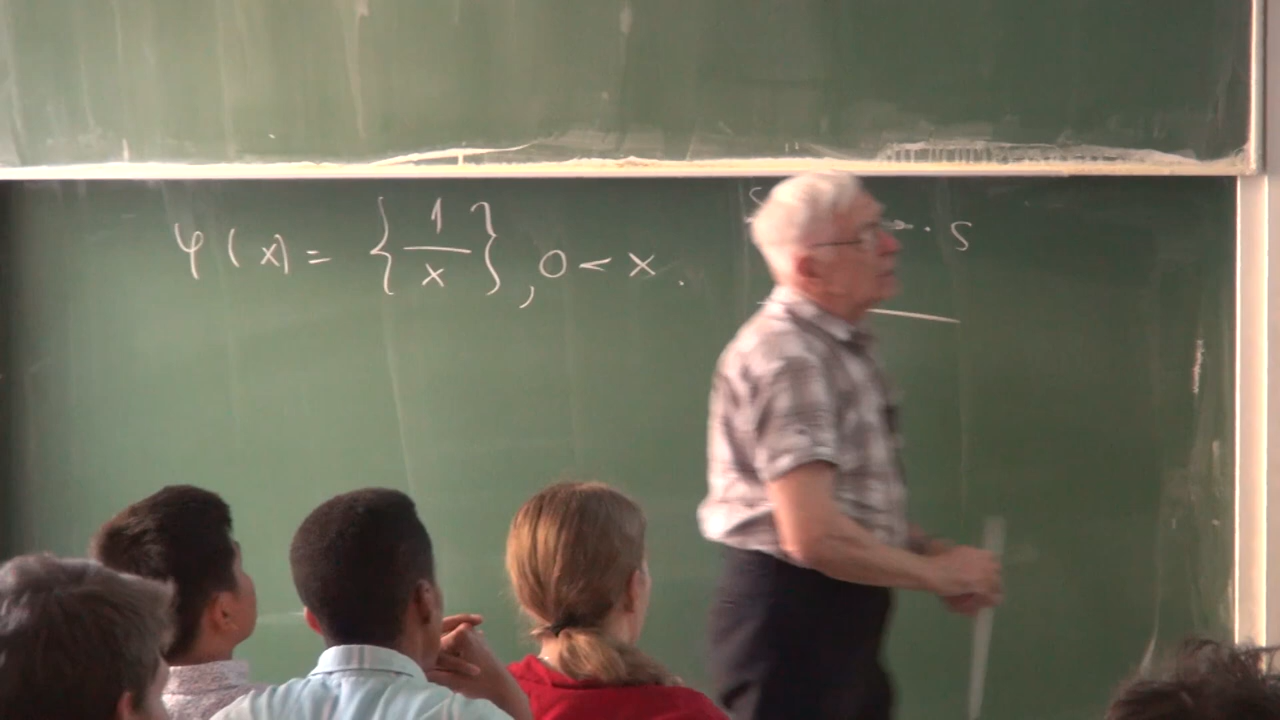 φ(x) = {1/x}, 0 < x.
s